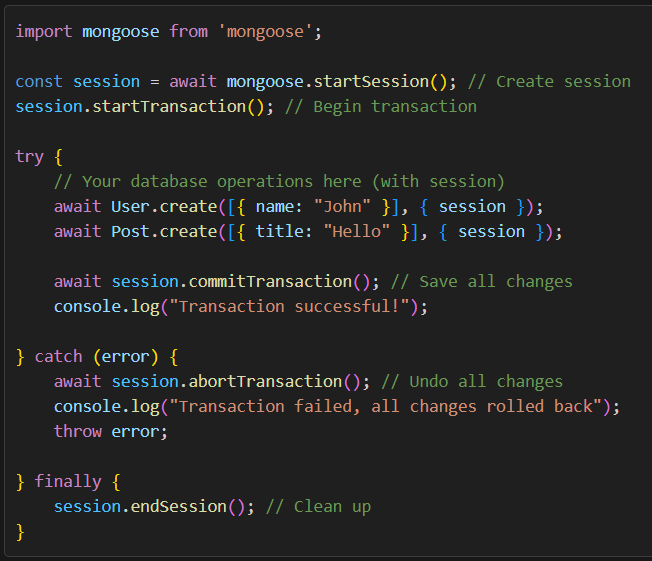 import mongoose from 'mongoose';
const session = await mongoose.startSession(); // Create session
session.startTransaction(); // Begin transaction
try {
// Your database operations here (with session)
await User.create([{ name: "John" }], { session });
await Post.create([{ title: "Hello" }], { session });
await session.commitTransaction(); // Save all changes
console.log("Transaction successful!");
} catch (error) {
await session.abortTransaction(); // Undo all changes
console.log("Transaction failed, all changes rolled back");
throw error;
} finally {
session.endSession(); // Clean up
}